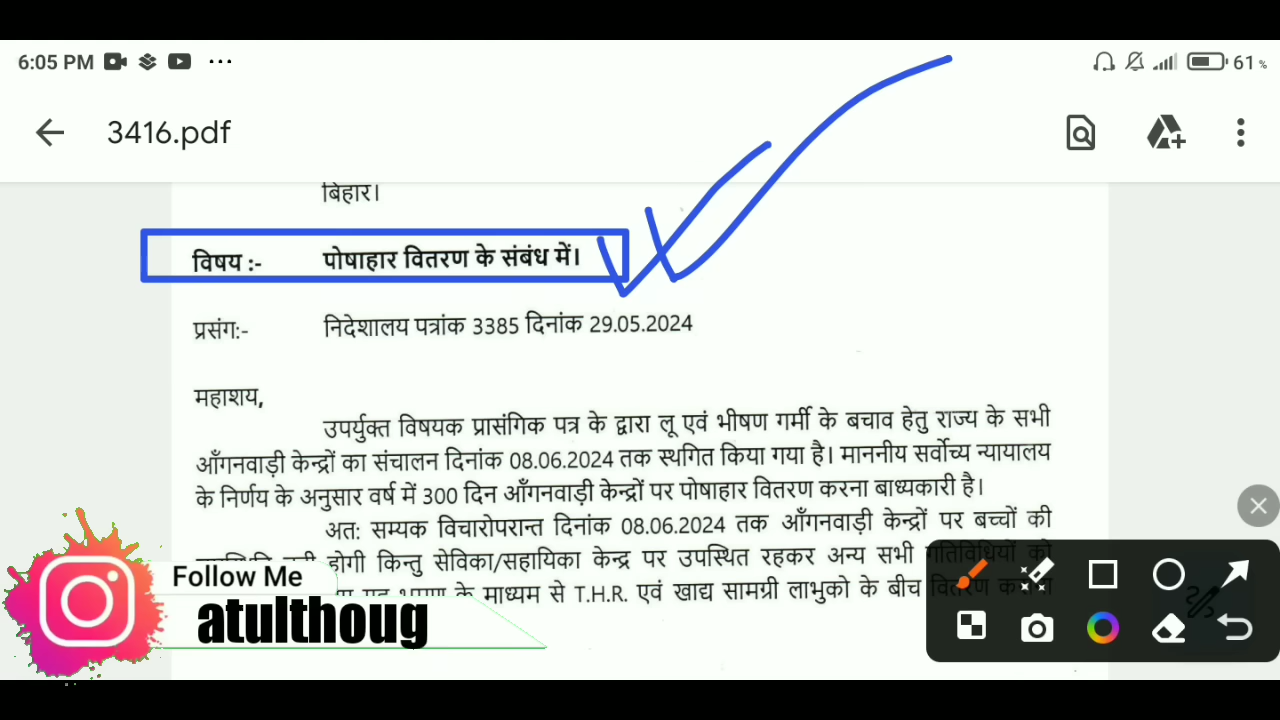 6:05 PM ... 61 %
3416.pdf
बिहार।
विषय :- पोषाहार वितरण के संबंध में।
प्रसंग:- निदेशालय पत्रांक 3385 दिनांक 29.05.2024
महाशय,
उपर्युक्त विषयक प्रासंगिक पत्र के द्वारा लू एवं भीषण गर्मी के बचाव हेतु राज्य के सभी
आँगनवाड़ी केन्द्रों का संचालन दिनांक 08.06.2024 तक स्थगित किया गया है। माननीय सर्वोच्च न्यायालय
के निर्णय के अनुसार वर्ष में 300 दिन आँगनवाड़ी केन्द्रों पर पोषाहार वितरण करना बाध्यकारी है।
अतः सम्यक विचारोपरान्त दिनांक 08.06.2024 तक आँगनवाड़ी केन्द्रों पर बच्चों की
होगी किन्तु सेविका/सहायिका केन्द्र पर उपस्थित रहकर अन्य सभी गतिविधियों को
के माध्यम से T.H.R. एवं खाद्य सामग्री लाभुको के बीच वितरण
Follow Me
atulthoug